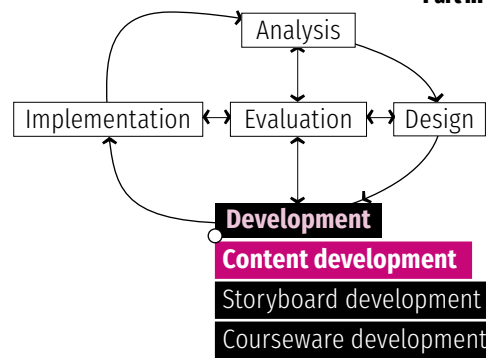 Analysis
Implementation
Evaluation
Design
Development
Content development
Storyboard development
Courseware development